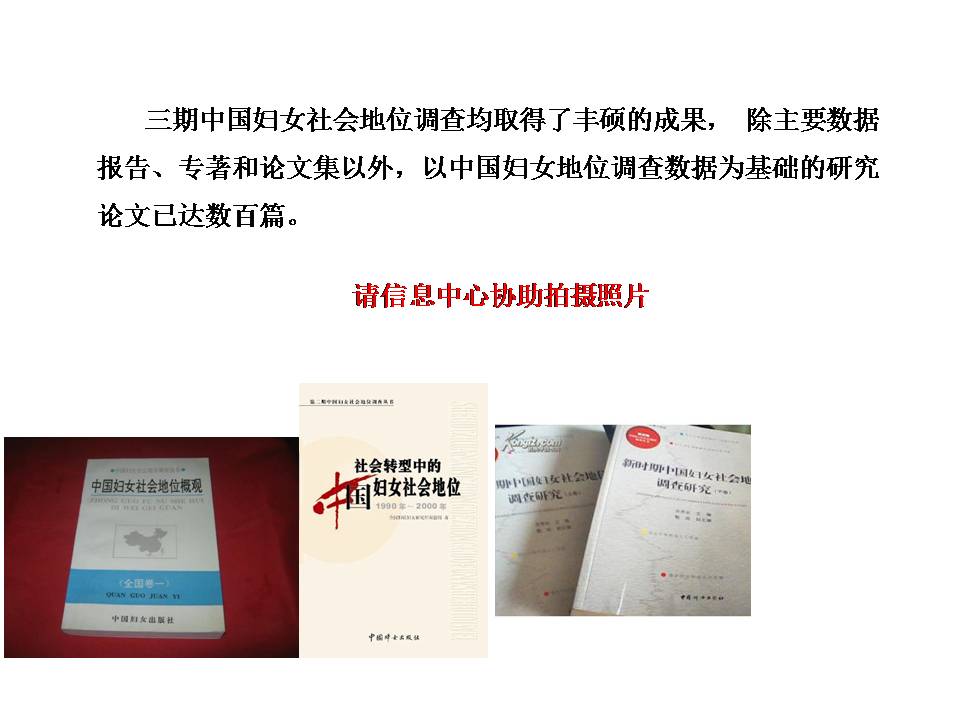 三期中国妇女社会地位调查均取得了丰硕的成果， 除主要数据
报告、专著和论文集以外，以中国妇女地位调查数据为基础的研究
论文已达数百篇。
请信息中心协助拍摄照片
中国妇女社会地位概观
ZHONG GUO FU NU SHE HUI
DI WEI GEI GUAN
（全国卷一）
QUAN GUO JUAN YI
中国妇女出版社
第二期中国妇女社会地位调查丛书
社会转型中的
中国妇女社会地位
1990年－2000年
中国妇女出版社
Kongfz.com
中国妇女社会地位
调查研究（上卷）
新时期中国妇女社会地
调查研究（下卷）
中国妇女出版社